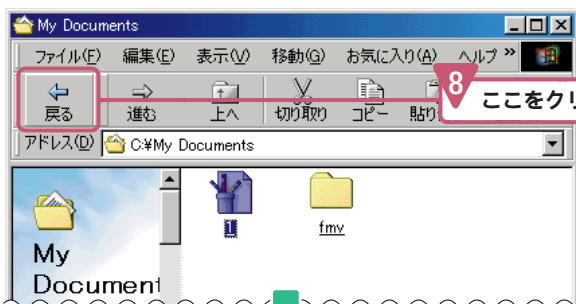 My Documents
ファイル(F) 編集(E) 表示(V) 移動(G) お気に入り(A) ヘルプ »
8
ここをクリ
戻る 進む 上へ 切り取り コピー 貼り
アドレス(D) C:¥My Documents
1 fmv
My
Document